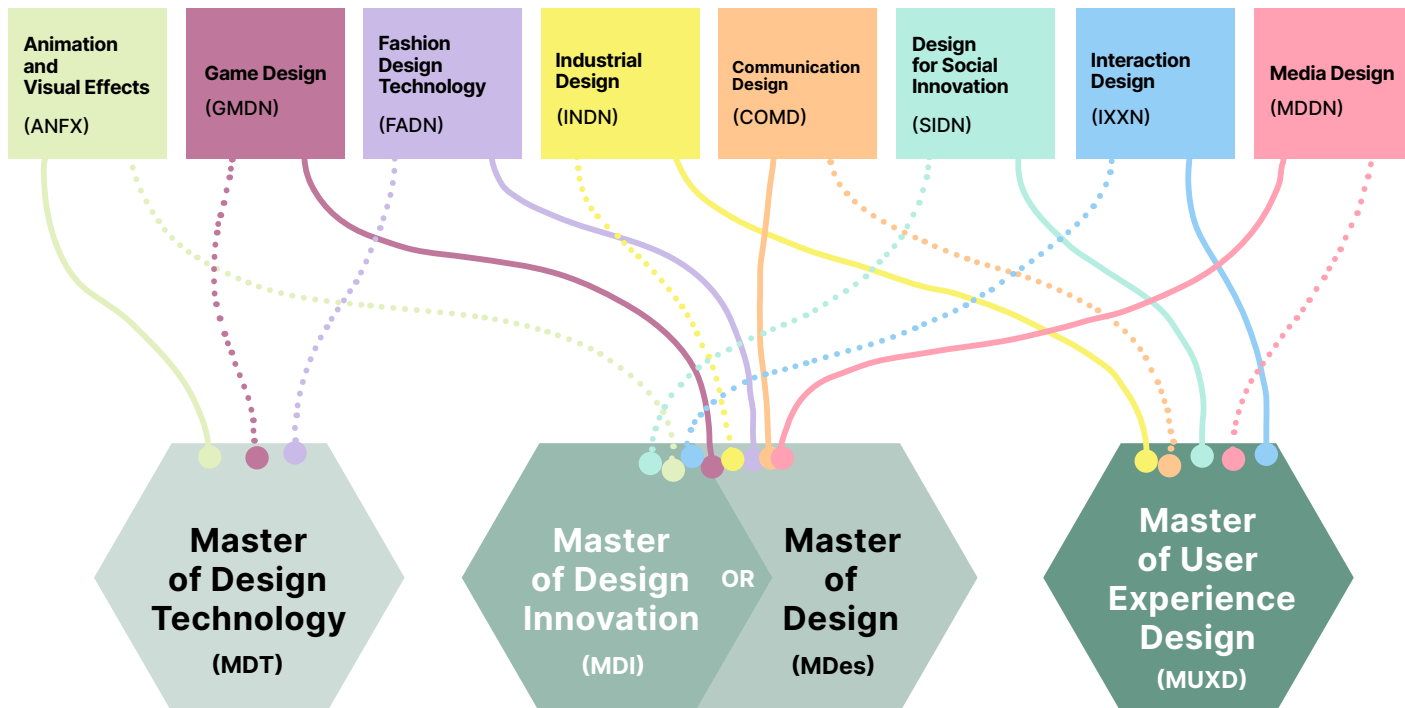 Animation
and
Visual Effects
(ANFX)
Game Design
(GMDN)
Fashion
Design
Technology
(FADN)
Industrial
Design
(INDN)
Communication
Design
(COMD)
Design
for Social
Innovation
(SIDN)
Interaction
Design
(IXXN)
Media Design
(MDDN)
Master
of Design
Technology
(MDT)
Master
of Design
Innovation
(MDI)
OR
Master
of
Design
(MDes)
Master
of User
Experience
Design
(MUXD)